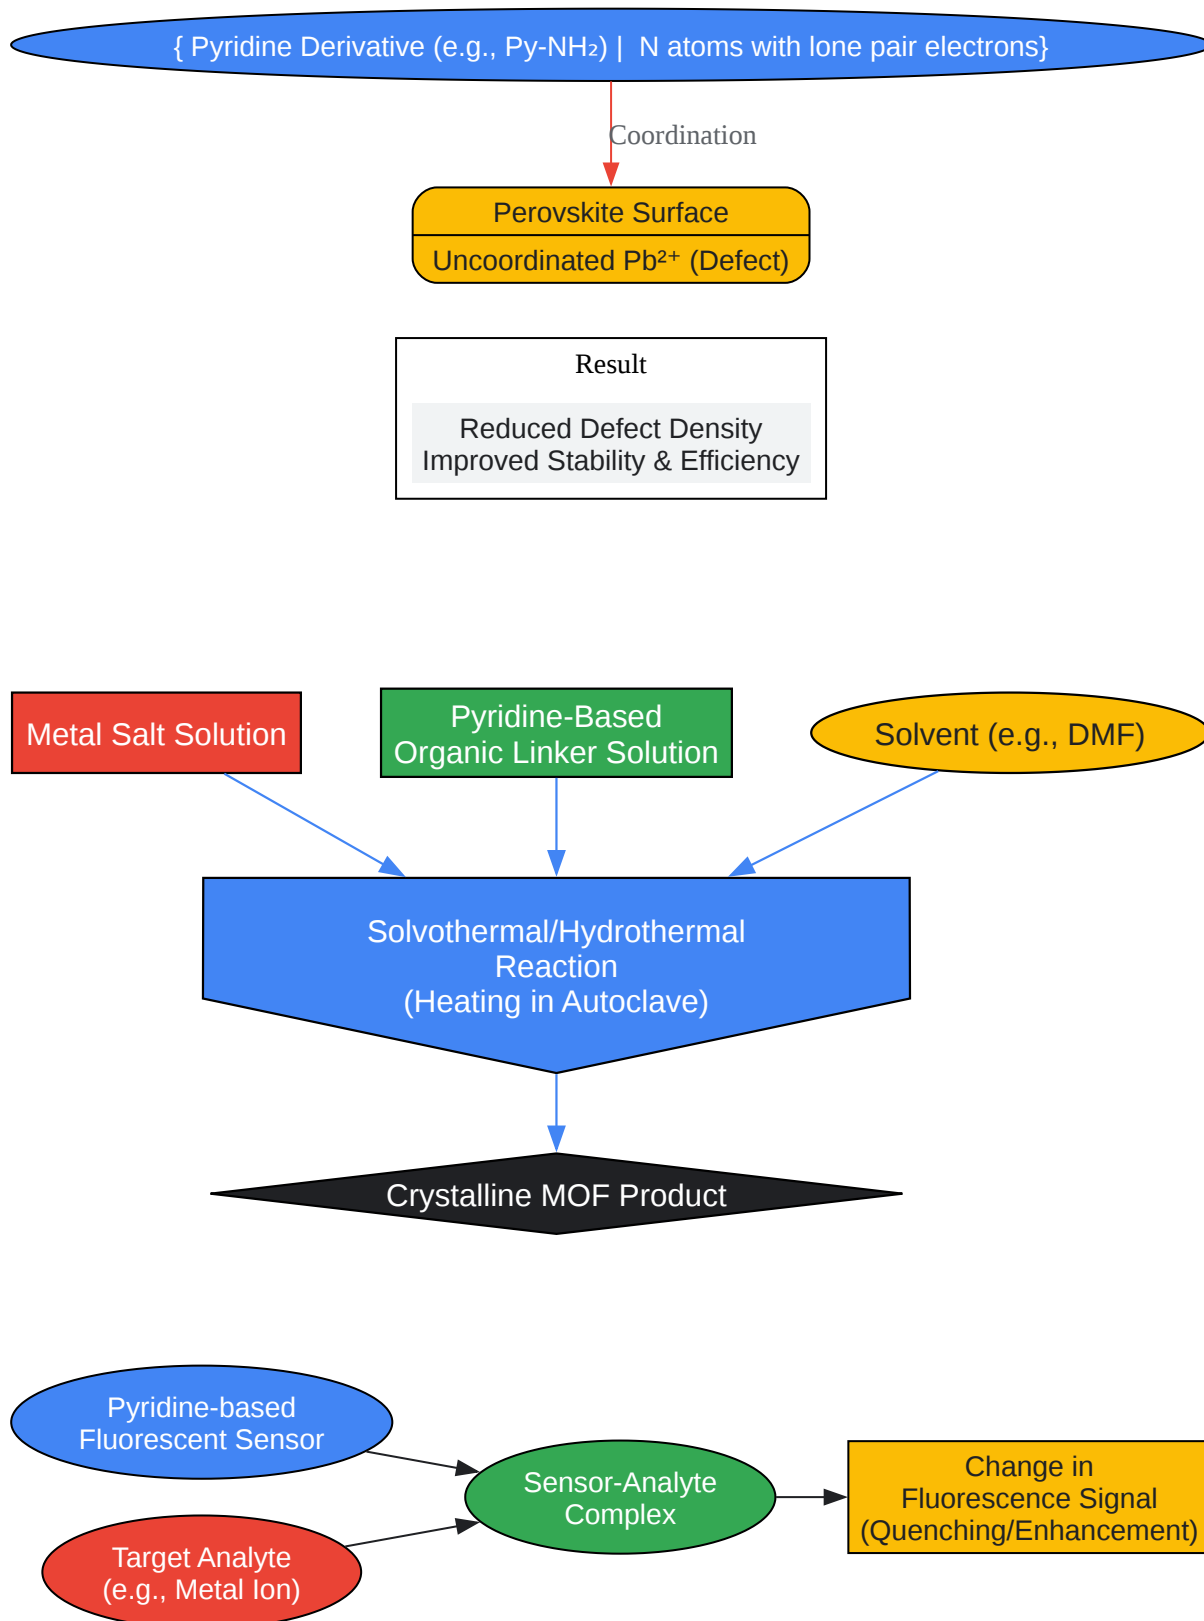 { Pyridine Derivative (e.g., Py-NH₂) |  N atoms with lone pair electrons}
Coordination
Perovskite Surface
Uncoordinated Pb²⁺ (Defect)
Result
Reduced Defect Density
Improved Stability & Efficiency
Metal Salt Solution
Pyridine-Based
Organic Linker Solution
Solvent (e.g., DMF)
Solvothermal/Hydrothermal
Reaction
(Heating in Autoclave)
Crystalline MOF Product
Pyridine-based
Fluorescent Sensor
Sensor-Analyte
Complex
Change in
Fluorescence Signal
(Quenching/Enhancement)
Target Analyte
(e.g., Metal Ion)